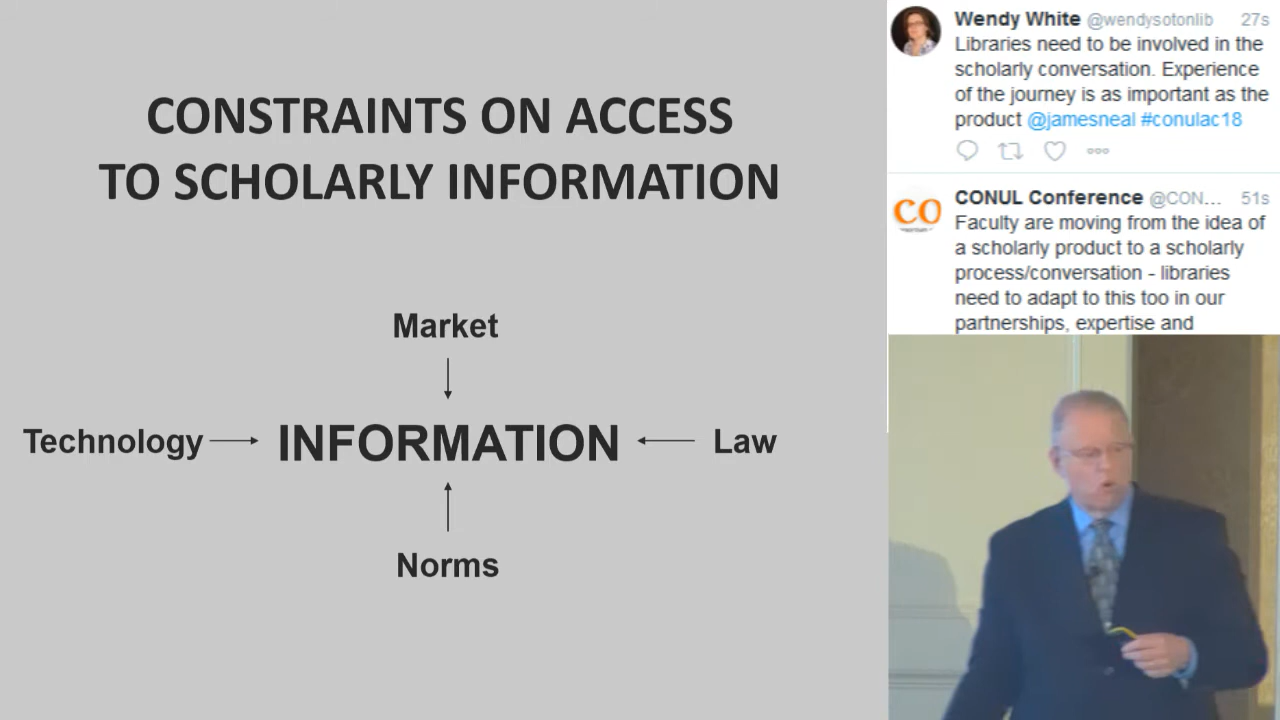 CONSTRAINTS ON ACCESS
TO SCHOLARLY INFORMATION
Market
Technology
INFORMATION
Law
Norms
Wendy White @wendysotonlib 27s
Libraries need to be involved in the
scholarly conversation. Experience
of the journey is as important as the
product @jamesneal #conulac18
CO
CONUL Conference @CON... 51s
Faculty are moving from the idea of
a scholarly product to a scholarly
process/conversation - libraries
need to adapt to this too in our
partnerships, expertise and